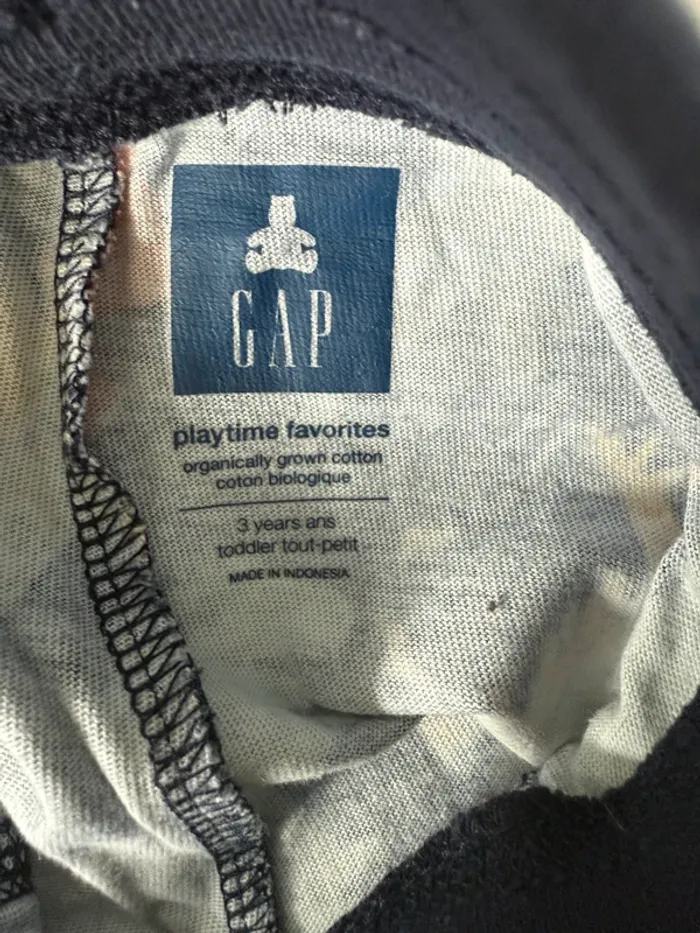 GAP
playtime favorites
organically grown cotton
coton biologique
3 years ans
toddler tout-petit
MADE IN INDONESIA